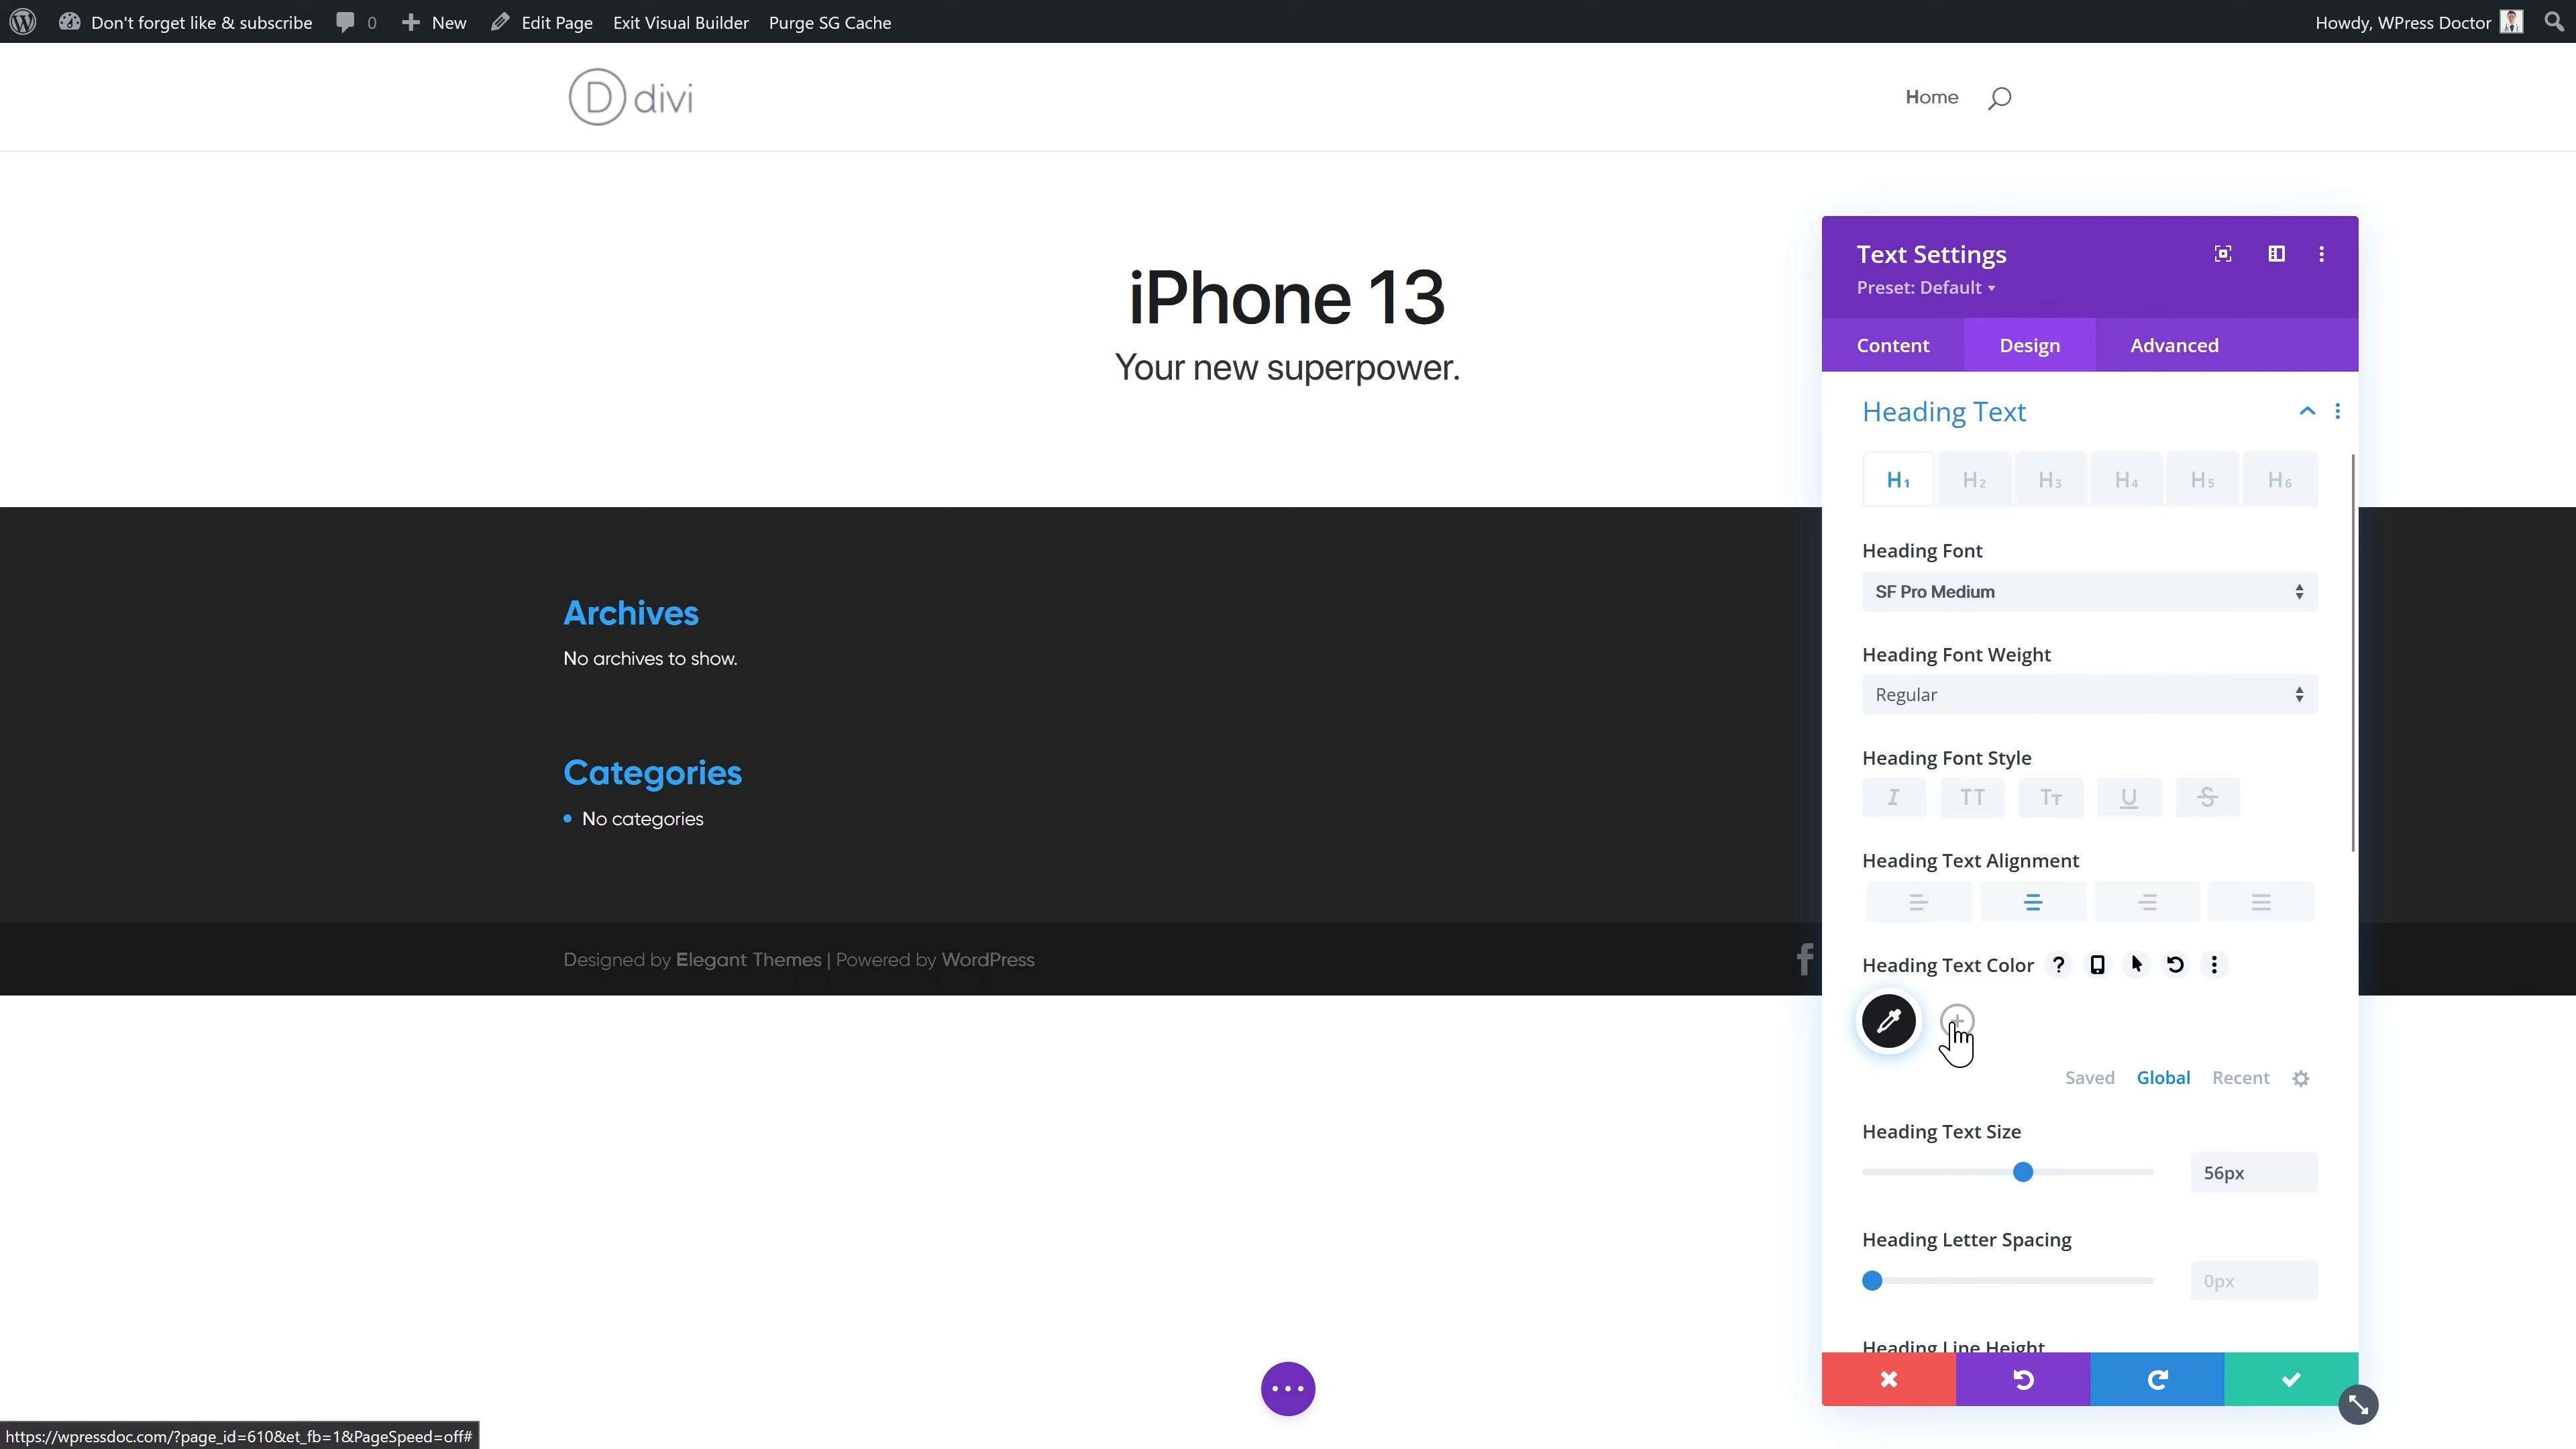 Don't forget like & subscribe 0 New Edit Page Exit Visual Builder Purge SG Cache Howdy, WPress Doctor
D divi
Home
iPhone 13
Your new superpower.
Archives
No archives to show.
Categories
No categories
Designed by Elegant Themes | Powered by WordPress
Text Settings
Preset: Default
Content Design Advanced
Heading Text
H1 H2 H3 H4 H5 H6
Heading Font
SF Pro Medium
Heading Font Weight
Regular
Heading Font Style
I TT TT U S
Heading Text Alignment
Heading Text Color ?
Saved Global Recent
Heading Text Size
56px
Heading Letter Spacing
0px
Heading Line Height
https://wpressdoc.com/?page_id=610&et_fb=1&PageSpeed=off#